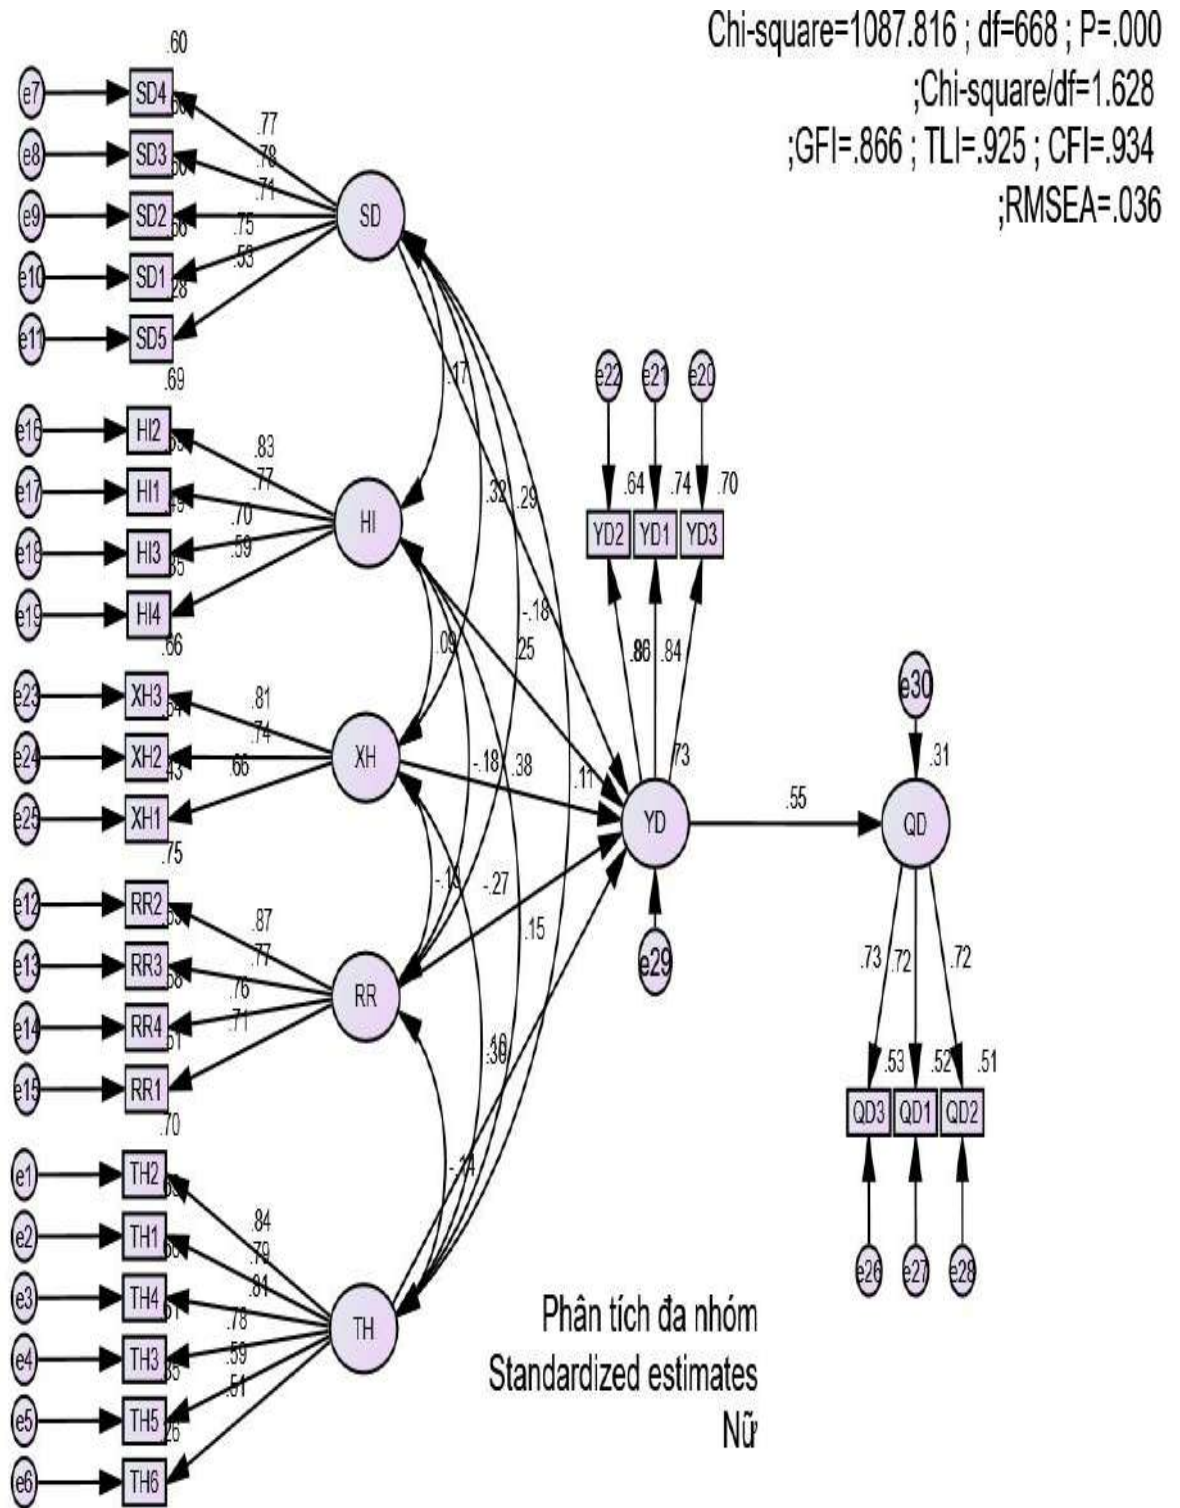 Chi-square=1087.816 ; df=668 ; P=.000
;Chi-square/df=1.628
;GFI=.866 ; TLI=.925 ; CFI=.934
;RMSEA=.036
.60
e7 SD4
.77
e8 SD3
.78
e9 SD2
.71
e10 SD1
.75
e11 SD5
.53
.28
SD
.69
e16 HI2
.83
e17 HI1
.77
e18 HI3
.70
e19 HI4
.59
.35
HI
.66
e23 XH3
.81
e24 XH2
.74
e25 XH1
.66
.43
XH
.75
e12 RR2
.87
e13 RR3
.77
e14 RR4
.76
e15 RR1
.71
RR
.70
e1 TH2
.84
e2 TH1
.79
e3 TH4
.81
e4 TH3
.78
e5 TH5
.59
e6 TH6
.51
.26
TH
.17
.32
.29
-.18
.25
.09
-.18
.38
.11
-.27
.15
-.14
e22 e21 e20
.64 .74 .70
YD2 YD1 YD3
.84
.73
YD
e29
.55
e30
.31
QD
.73 .72 .72
.53 .52 .51
QD3 QD1 QD2
e26 e27 e28
Phân tích đa nhóm
Standardized estimates
Nữ